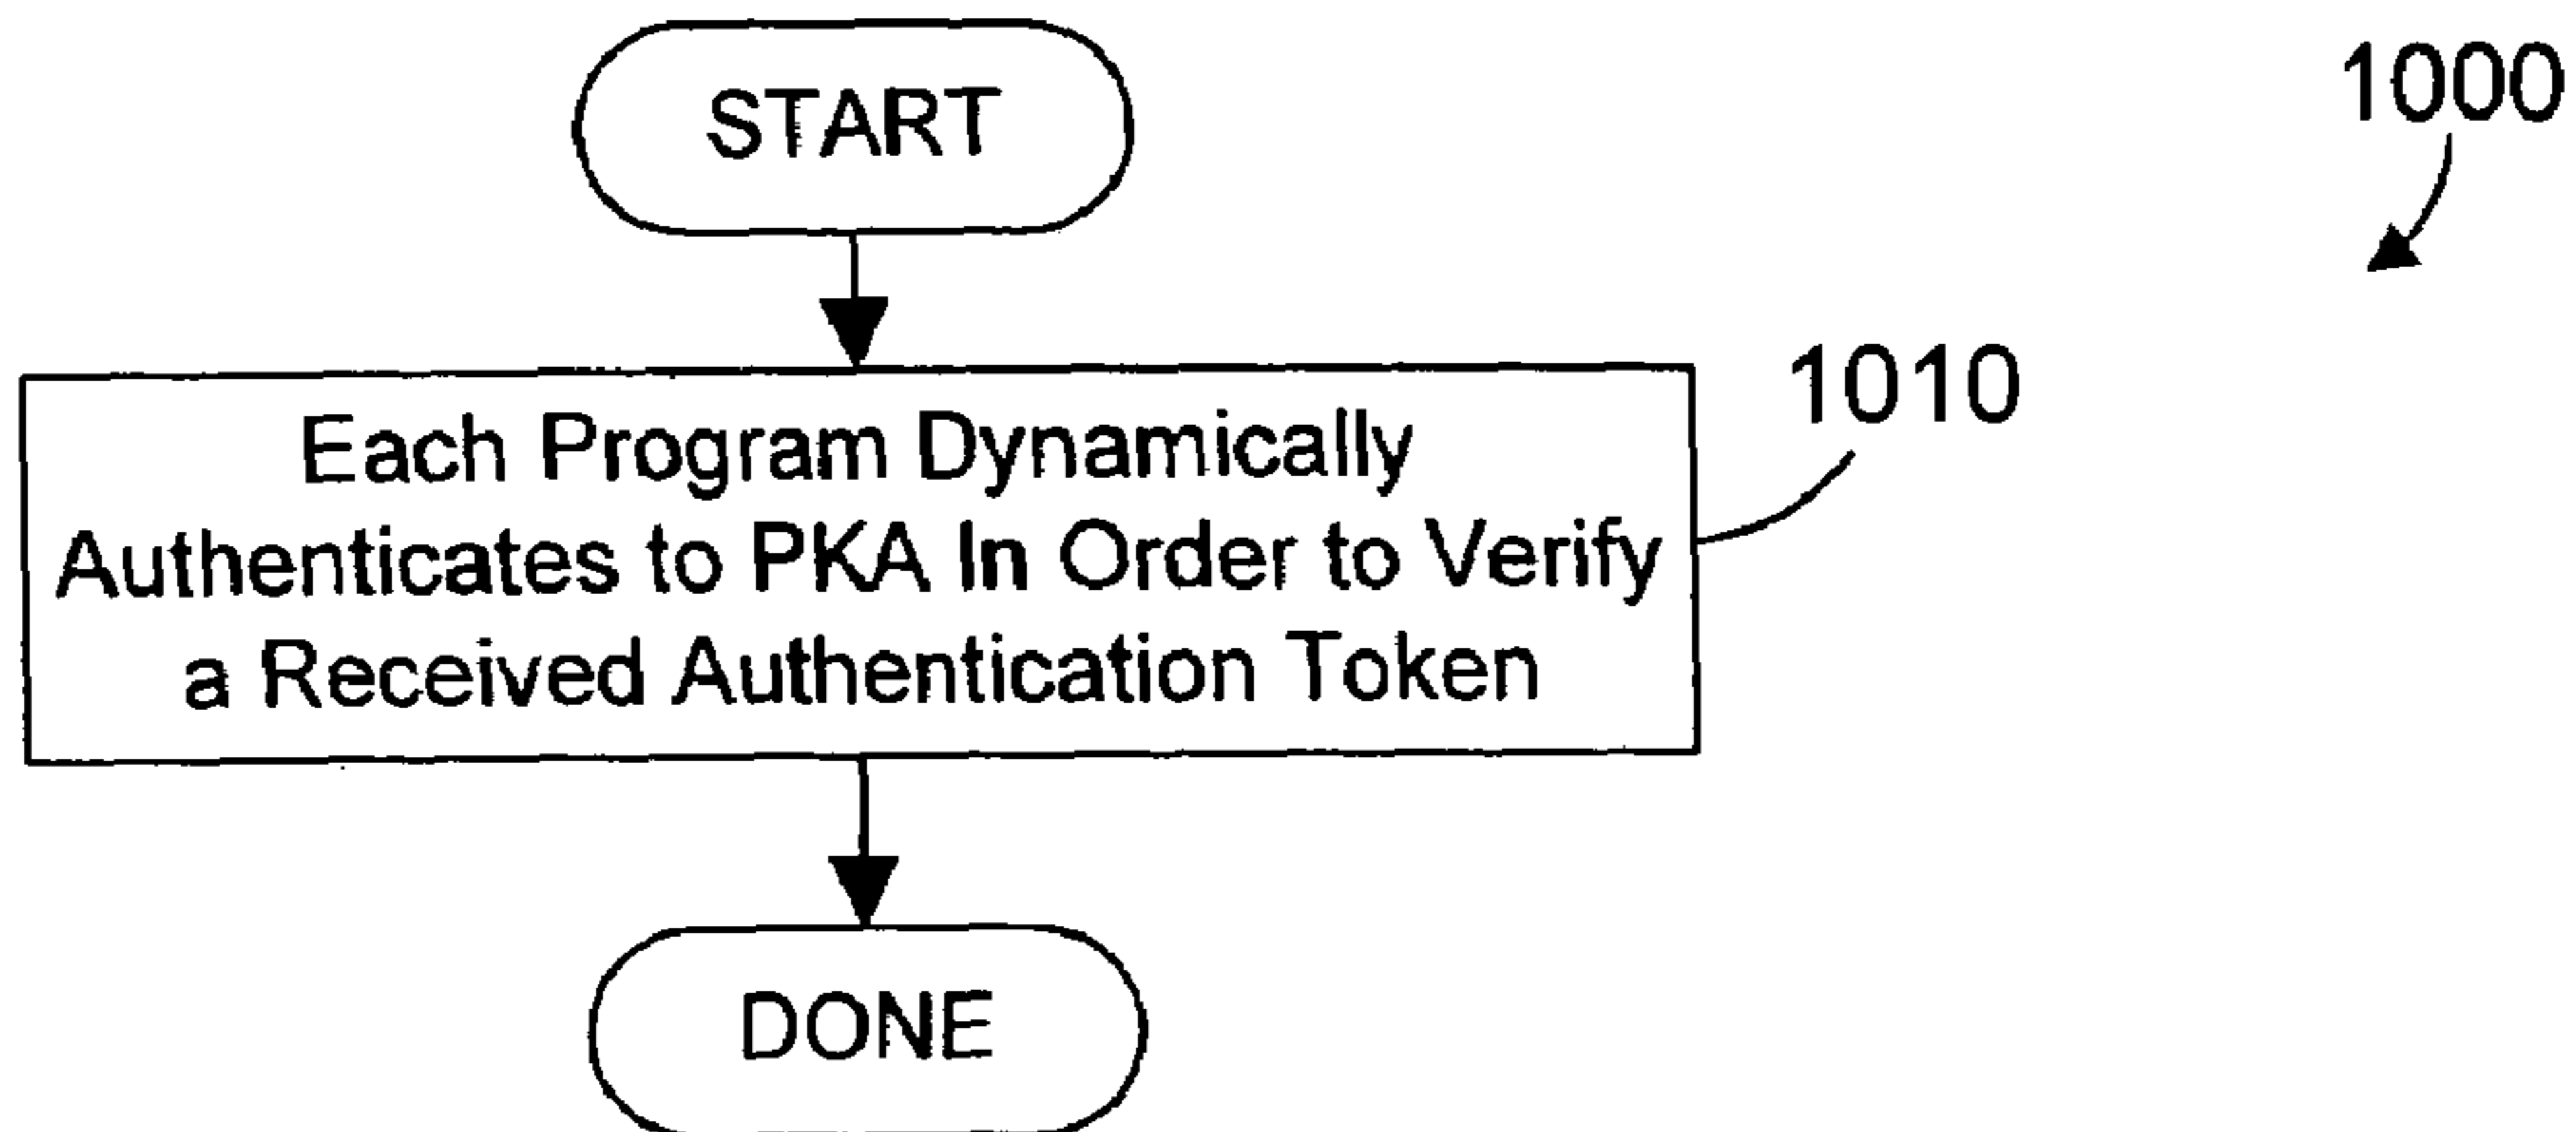 START
1000
1010
Each Program Dynamically
Authenticates to PKA In Order to Verify
a Received Authentication Token
DONE